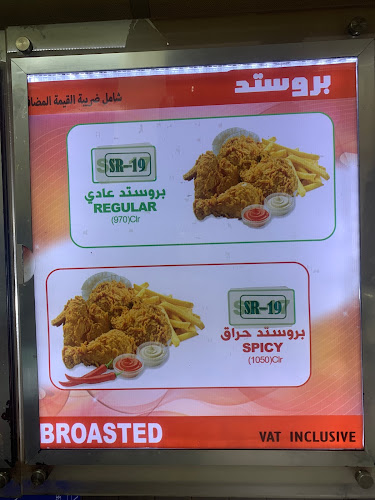 بروستد
شامل ضريبة القيمة المضا
SR-19
بروستد عادي
REGULAR
(970)Clr
SR-19
بروستد حراق
SPICY
(1050)Clr
BROASTED
VAT INCLUSIVE